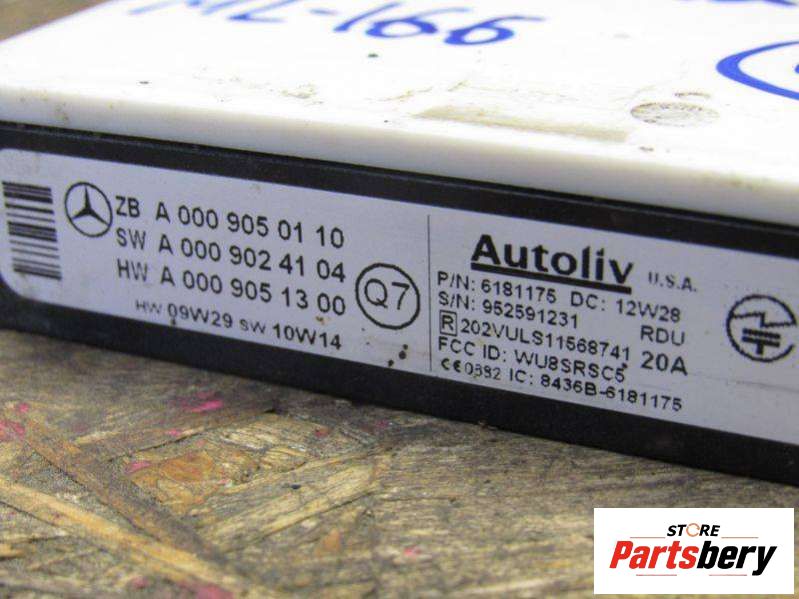 ML-166
ZB A 000 905 01 10
SW A 000 902 41 04
HW A 000 905 13 00
HW 09W29 SW 10W14
Q7
Autoliv U.S.A.
P/N: 6181175 DC: 12W28
S/N: 952591231 RDU
R 202VULS11568741 20A
FCC ID: WU8SRSC5
CE0682 IC: 8436B-6181175
STORE
Partsbery